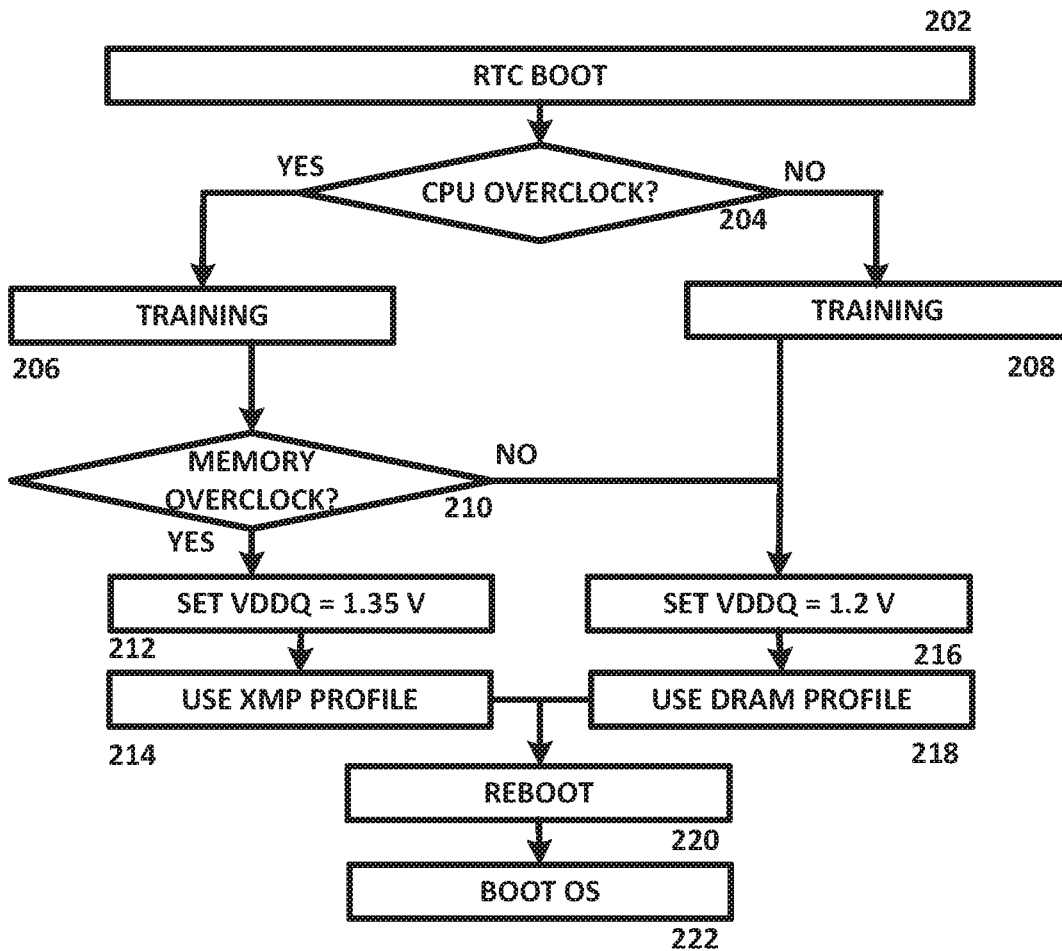 202
RTC BOOT
YES
NO
CPU OVERCLOCK?
204
TRAINING
TRAINING
206
208
MEMORY
OVERCLOCK?
NO
210
YES
SET VDDQ = 1.35 V
SET VDDQ = 1.2 V
212
216
USE XMP PROFILE
USE DRAM PROFILE
214
218
REBOOT
220
BOOT OS
222